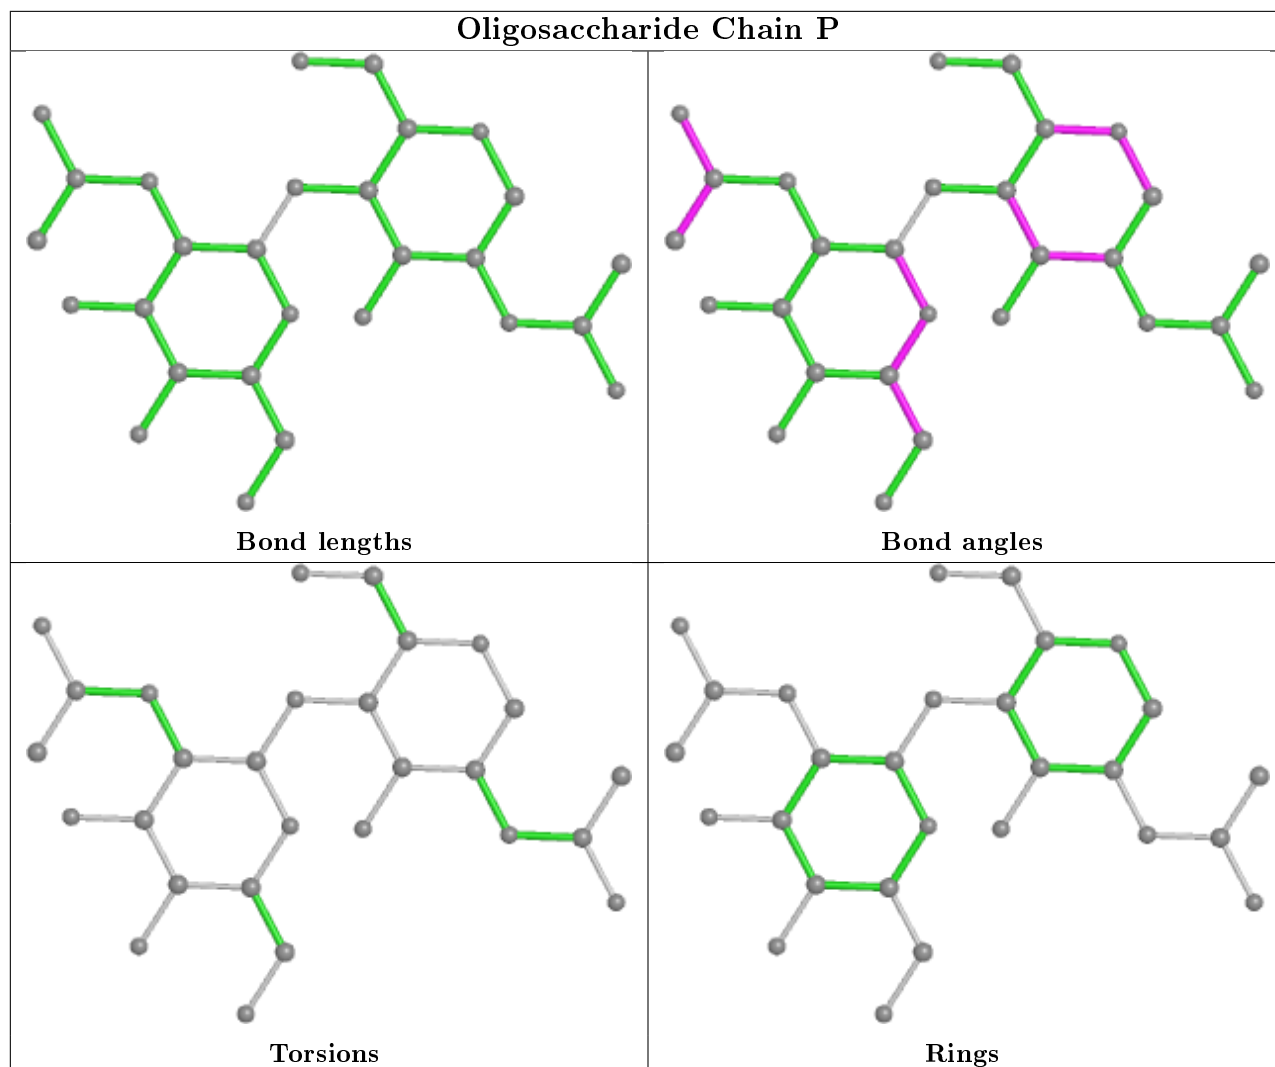 Oligosaccharide Chain P
Bond lengths
Bond angles
Torsions
Rings